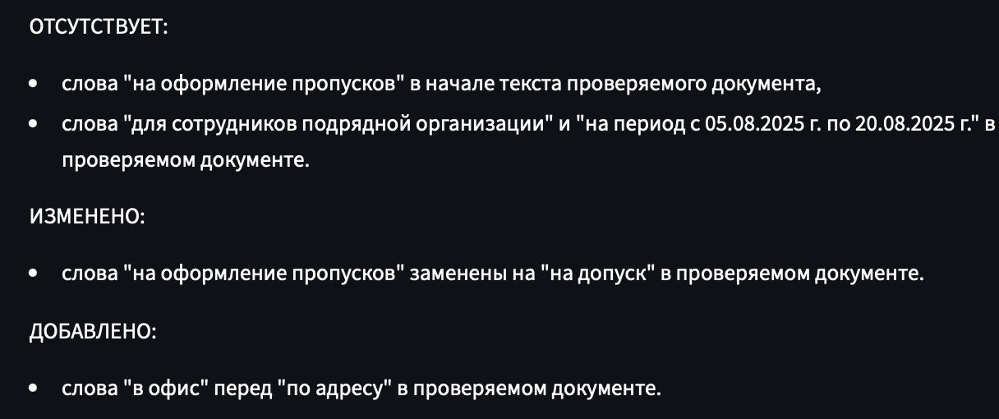 ОТСУТСТВУЕТ:
• слова "на оформление пропусков" в начале текста проверяемого документа,
• слова "для сотрудников подрядной организации" и "на период с 05.08.2025 г. по 20.08.2025 г." в
проверяемом документе.
ИЗМЕНЕНО:
• слова "на оформление пропусков" заменены на "на допуск" в проверяемом документе.
ДОБАВЛЕНО:
• слова "в офис" перед "по адресу" в проверяемом документе.